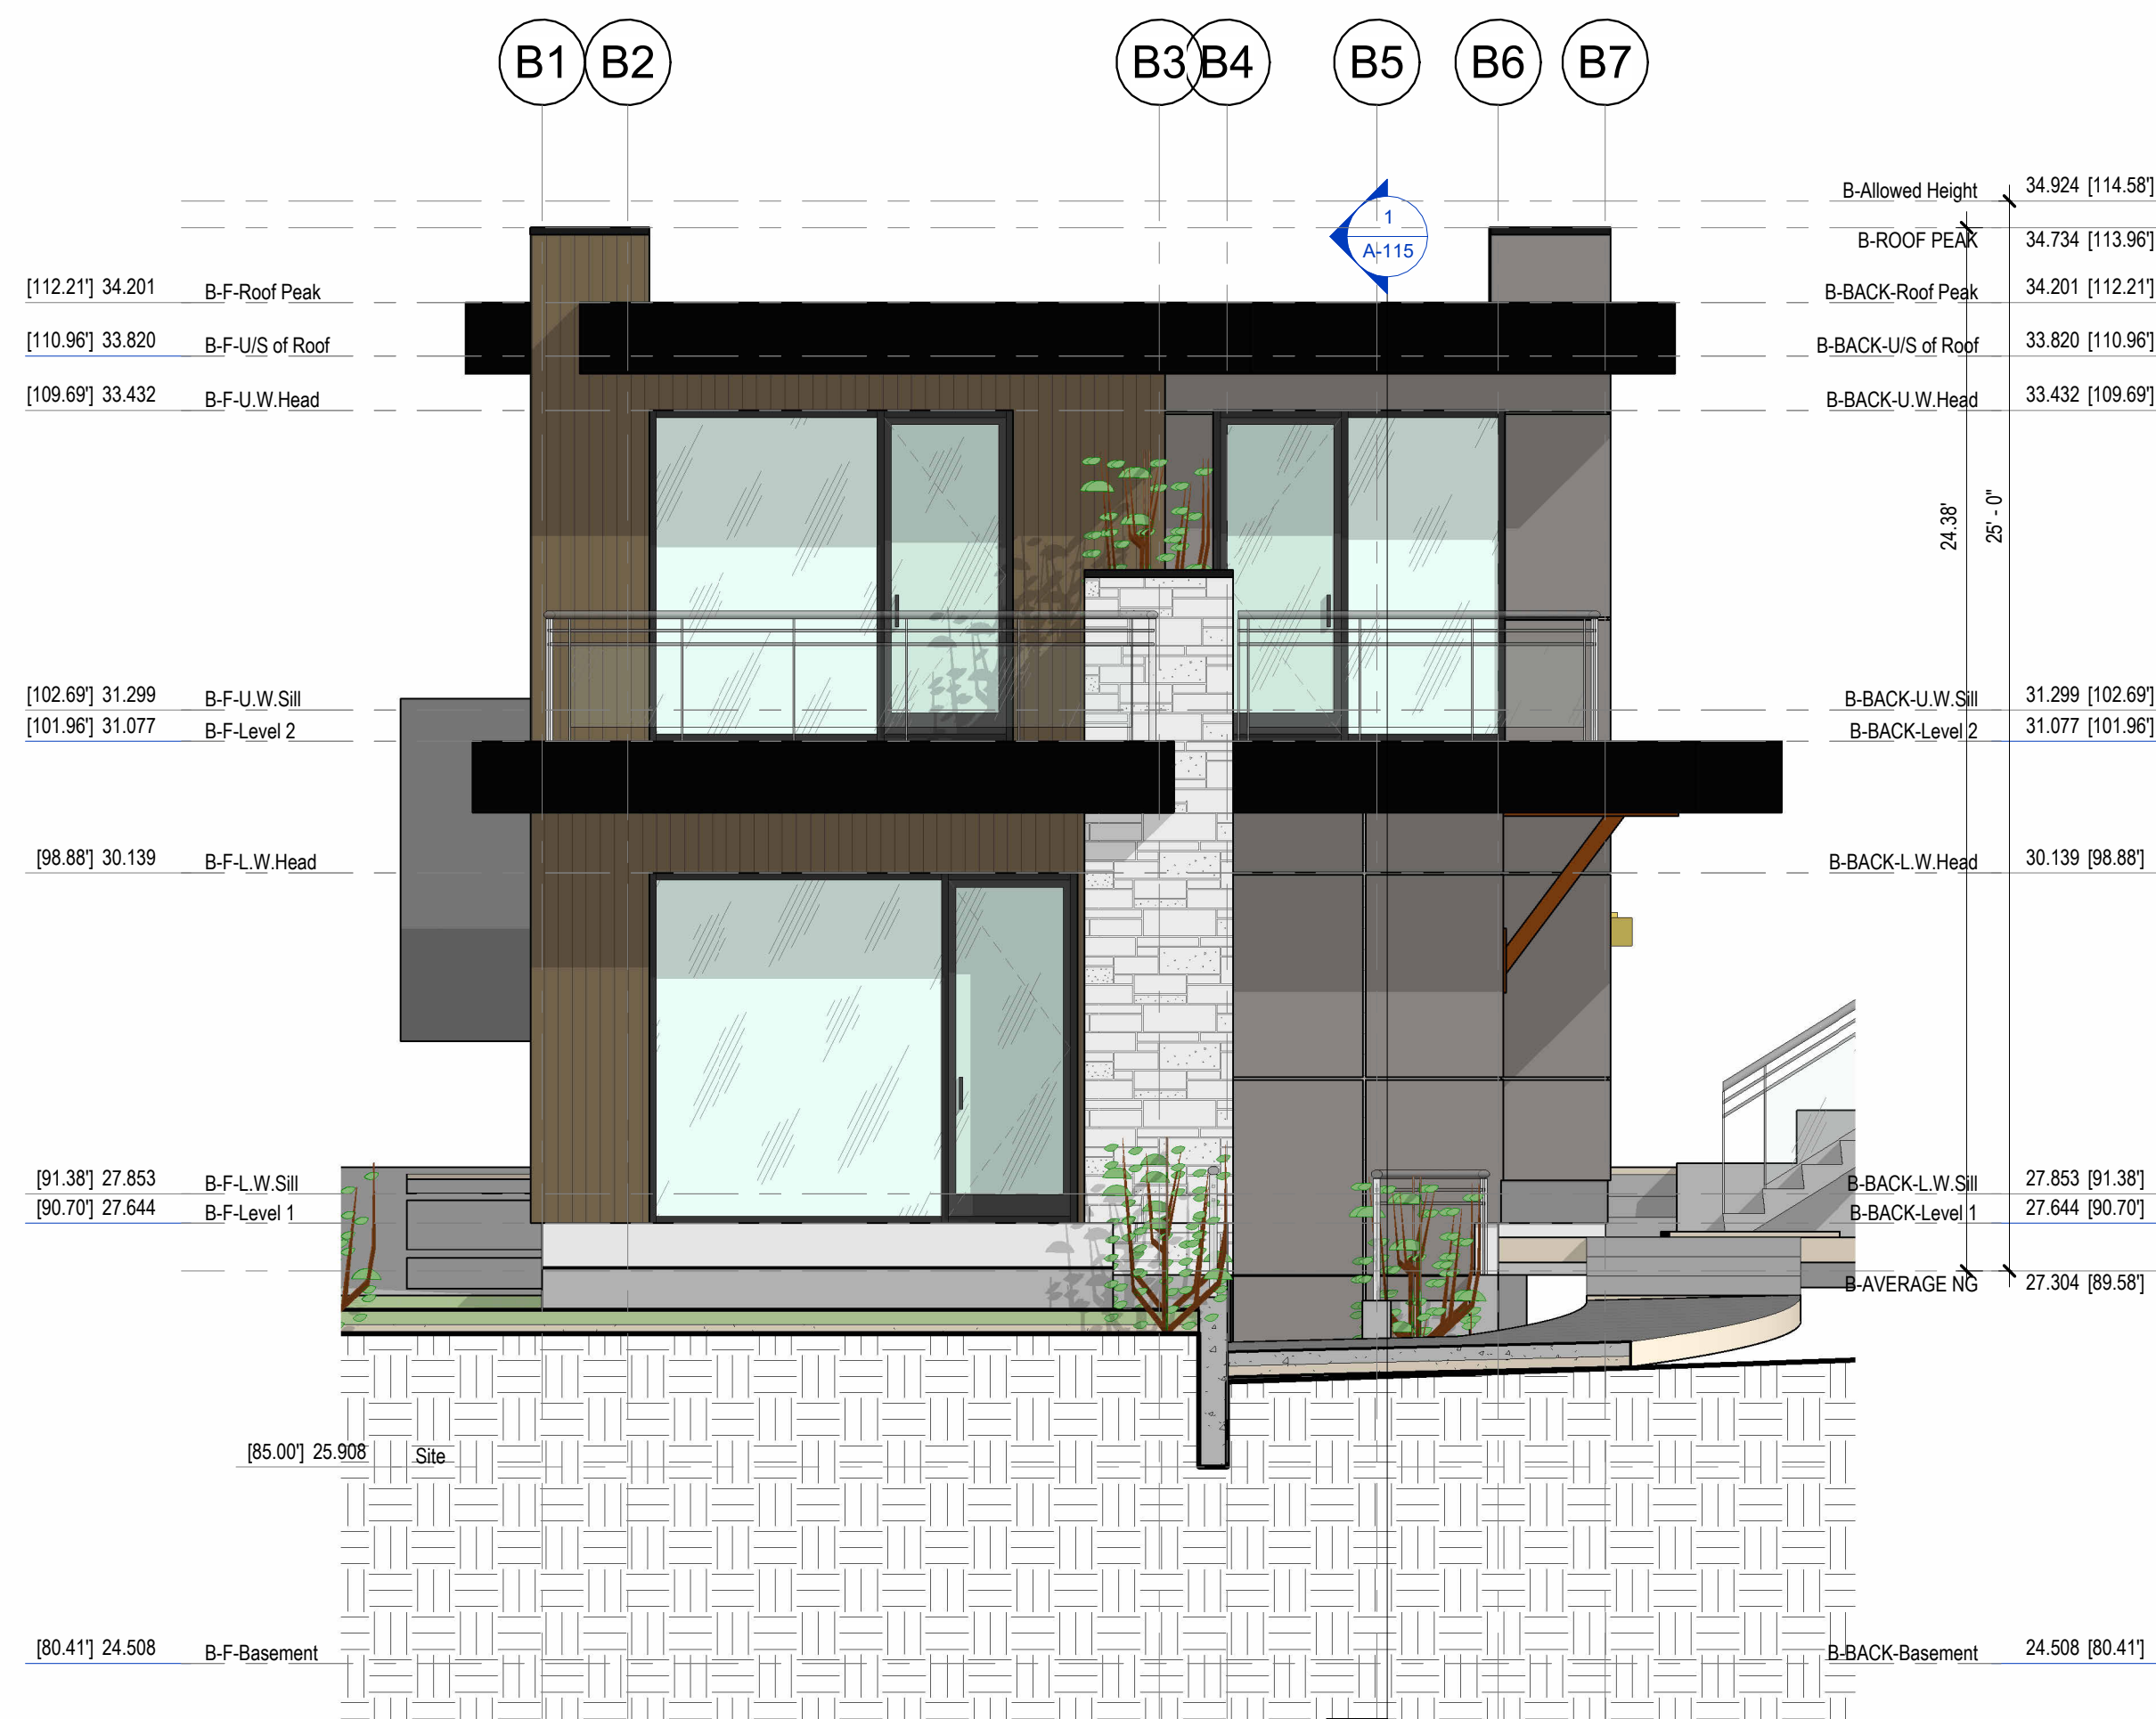 B1 B2 B3 B4 B5 B6 B7
B-Allowed Height 34.924 [114.58']
1
A-115
B-ROOF PEAK 34.734 [113.96']
[112.21'] 34.201 B-F-Roof Peak
B-BACK-Roof Peak 34.201 [112.21']
[110.96'] 33.820 B-F-U/S of Roof
B-BACK-U/S of Roof 33.820 [110.96']
[109.69'] 33.432 B-F-U.W.Head
B-BACK-U.W.Head 33.432 [109.69']
24.38'
25' - 0"
[102.69'] 31.299 B-F-U.W.Sill
B-BACK-U.W.Sill 31.299 [102.69']
[101.96'] 31.077 B-F-Level 2
B-BACK-Level 2 31.077 [101.96']
[98.88'] 30.139 B-F-L.W.Head
B-BACK-L.W.Head 30.139 [98.88']
[91.38'] 27.853 B-F-L.W.Sill
B-BACK-L.W.Sill 27.853 [91.38']
[90.70'] 27.644 B-F-Level 1
B-BACK-Level 1 27.644 [90.70']
B-AVERAGE NG 27.304 [89.58']
[85.00'] 25.908 Site
[80.41'] 24.508 B-F-Basement
B-BACK-Basement 24.508 [80.41']